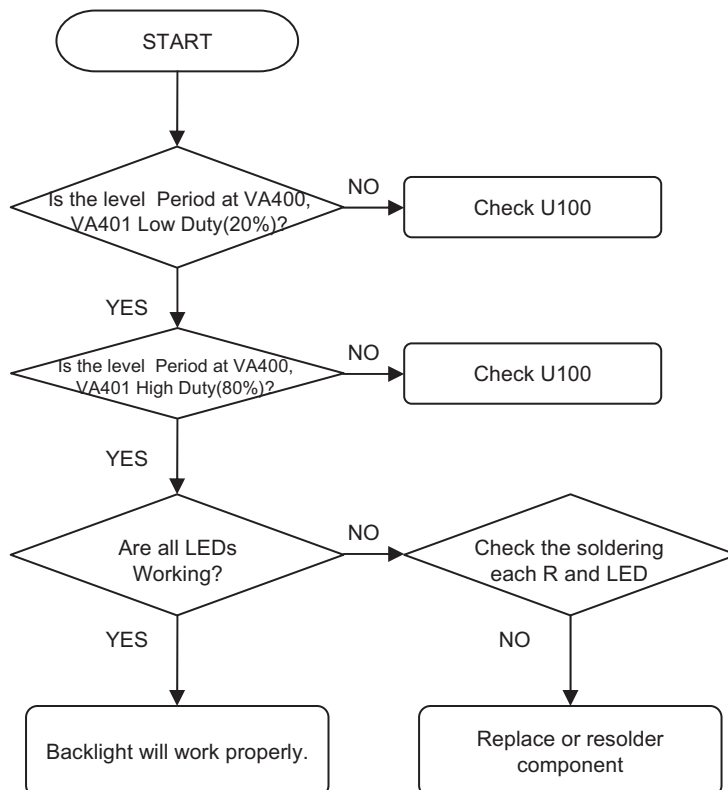 START
Is the level Period at VA400,
VA401 Low Duty(20%)?
NO
Check U100
YES
Is the level Period at VA400,
VA401 High Duty(80%)?
NO
Check U100
YES
Are all LEDs
Working?
NO
Check the soldering
each R and LED
YES
NO
Backlight will work properly.
Replace or resolder
component